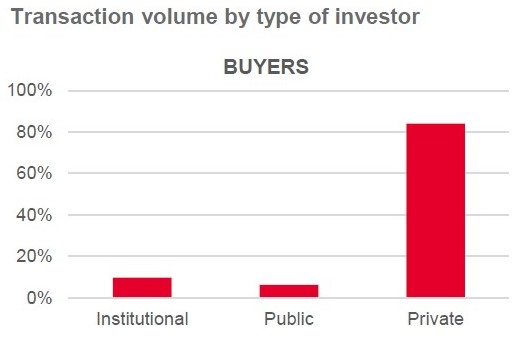 Transaction volume by type of investor
BUYERS
100%
80%
60%
40%
20%
0%
Institutional Public Private